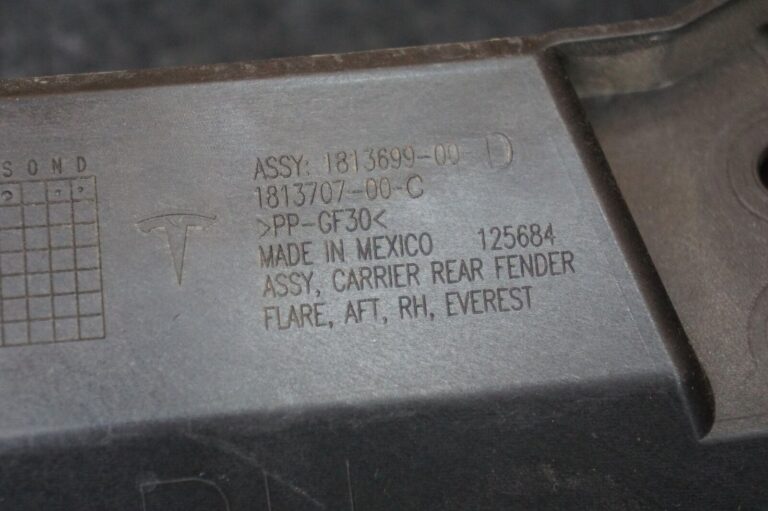 S O N D
ASSY: 1813699-00 D
1813707-00-C
>PP-GF30<
MADE IN MEXICO 125684
ASSY, CARRIER REAR FENDER
FLARE, AFT, RH, EVEREST